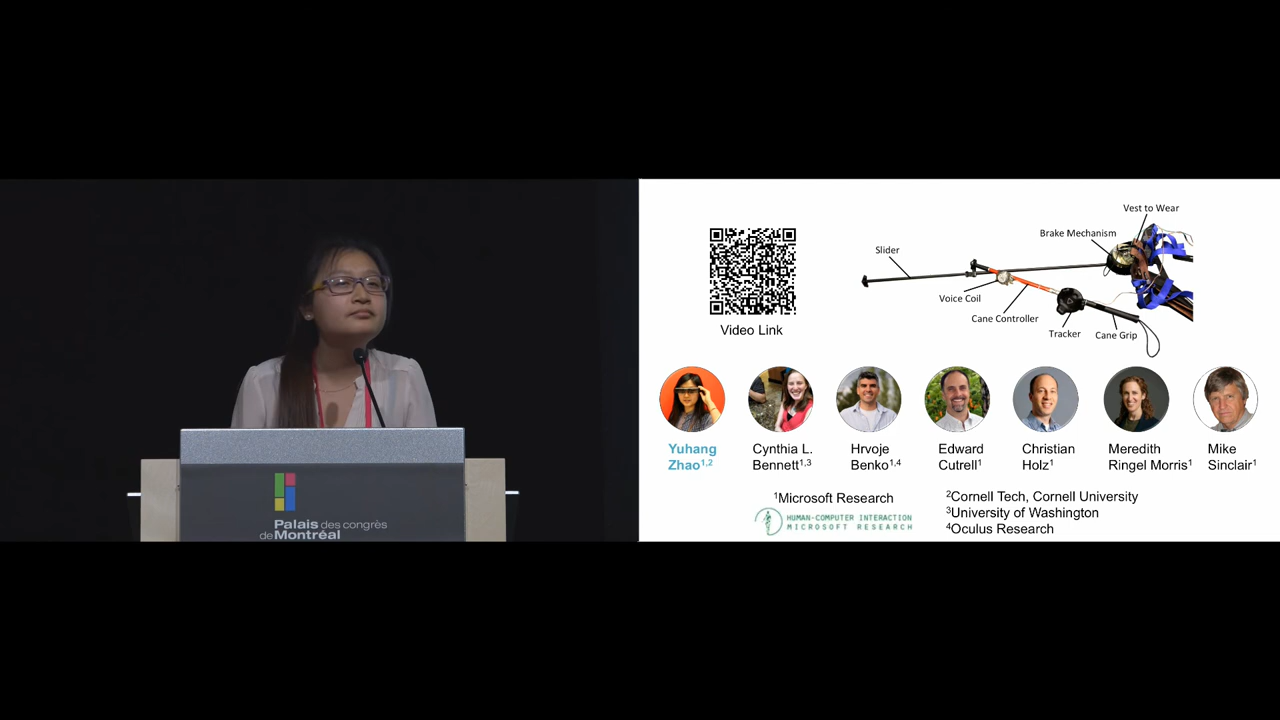 Palais des congrès
de Montréal
Vest to Wear
Brake Mechanism
Slider
Voice Coil
Cane Controller
Tracker
Cane Grip
Video Link
Yuhang
Zhao1,2
Cynthia L.
Bennett1,3
Hrvoje
Benko1,4
Edward
Cutrell1
Christian
Holz1
Meredith
Ringel Morris1
Mike
Sinclair1
1Microsoft Research
HUMAN-COMPUTER INTERACTION
MICROSOFT RESEARCH
2Cornell Tech, Cornell University
3University of Washington
4Oculus Research